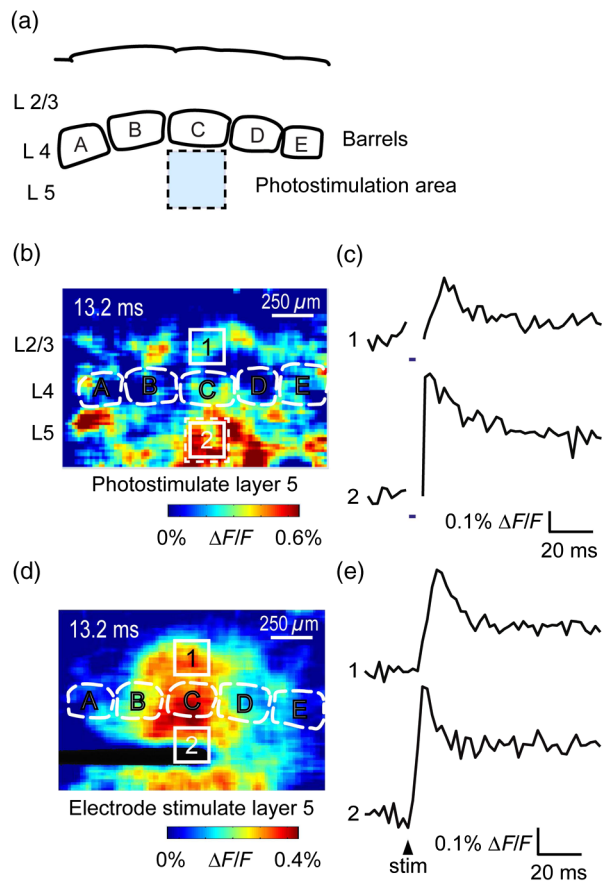 (a)
L 2/3
L 4
L 5
A B C D E
Barrels
Photostimulation area
(b)
13.2 ms
250 μm
L2/3
L4
L5
1
A B C D E
2
Photostimulate layer 5
0% ΔF/F 0.6%
(c)
1
2
0.1% ΔF/F
20 ms
(d)
13.2 ms
250 μm
1
A B C D E
2
Electrode stimulate layer 5
0% ΔF/F 0.4%
(e)
1
2
stim
0.1% ΔF/F
20 ms